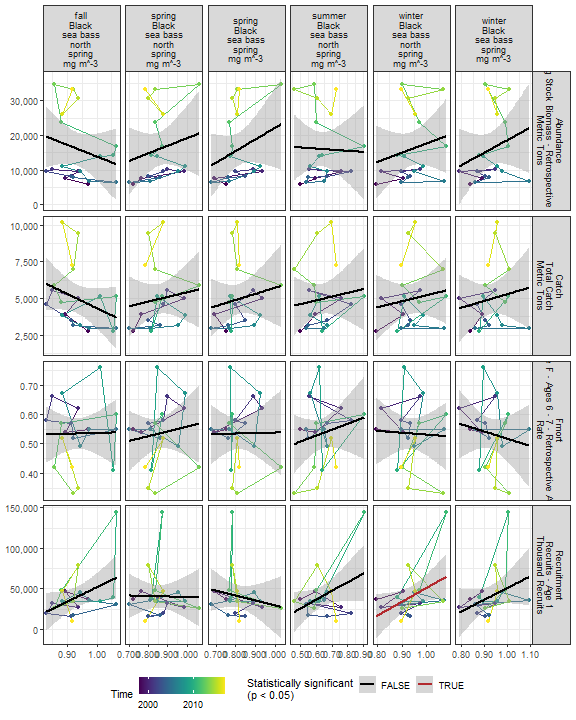 fall
Black
sea bass
north
spring
mg m^-3
spring
Black
sea bass
north
spring
mg m^-3
spring
Black
sea bass
spring
mg m^-3
summer
Black
sea bass
north
spring
mg m^-3
winter
Black
sea bass
north
spring
mg m^-3
winter
Black
sea bass
spring
mg m^-3
30,000
20,000
10,000
0
Abundance
Stock Biomass - Retrospective
Metric Tons
10,000
7,500
5,000
2,500
Catch
Total Catch
Metric Tons
0.70
0.60
0.50
0.40
Fmort
F - Ages 6 - 7 - Retrospective A
Rate
150,000
100,000
50,000
0
Recruitment
Recruits - Age 1
Thousand Recruits
0.90 1.00
0.700.800.901.00
0.700.800.901.000
0.500.600.700.800.90
0.80 0.90 1.00
0.80 0.90 1.00 1.10
Time
2000 2010
Statistically significant
(p < 0.05)
FALSE
TRUE